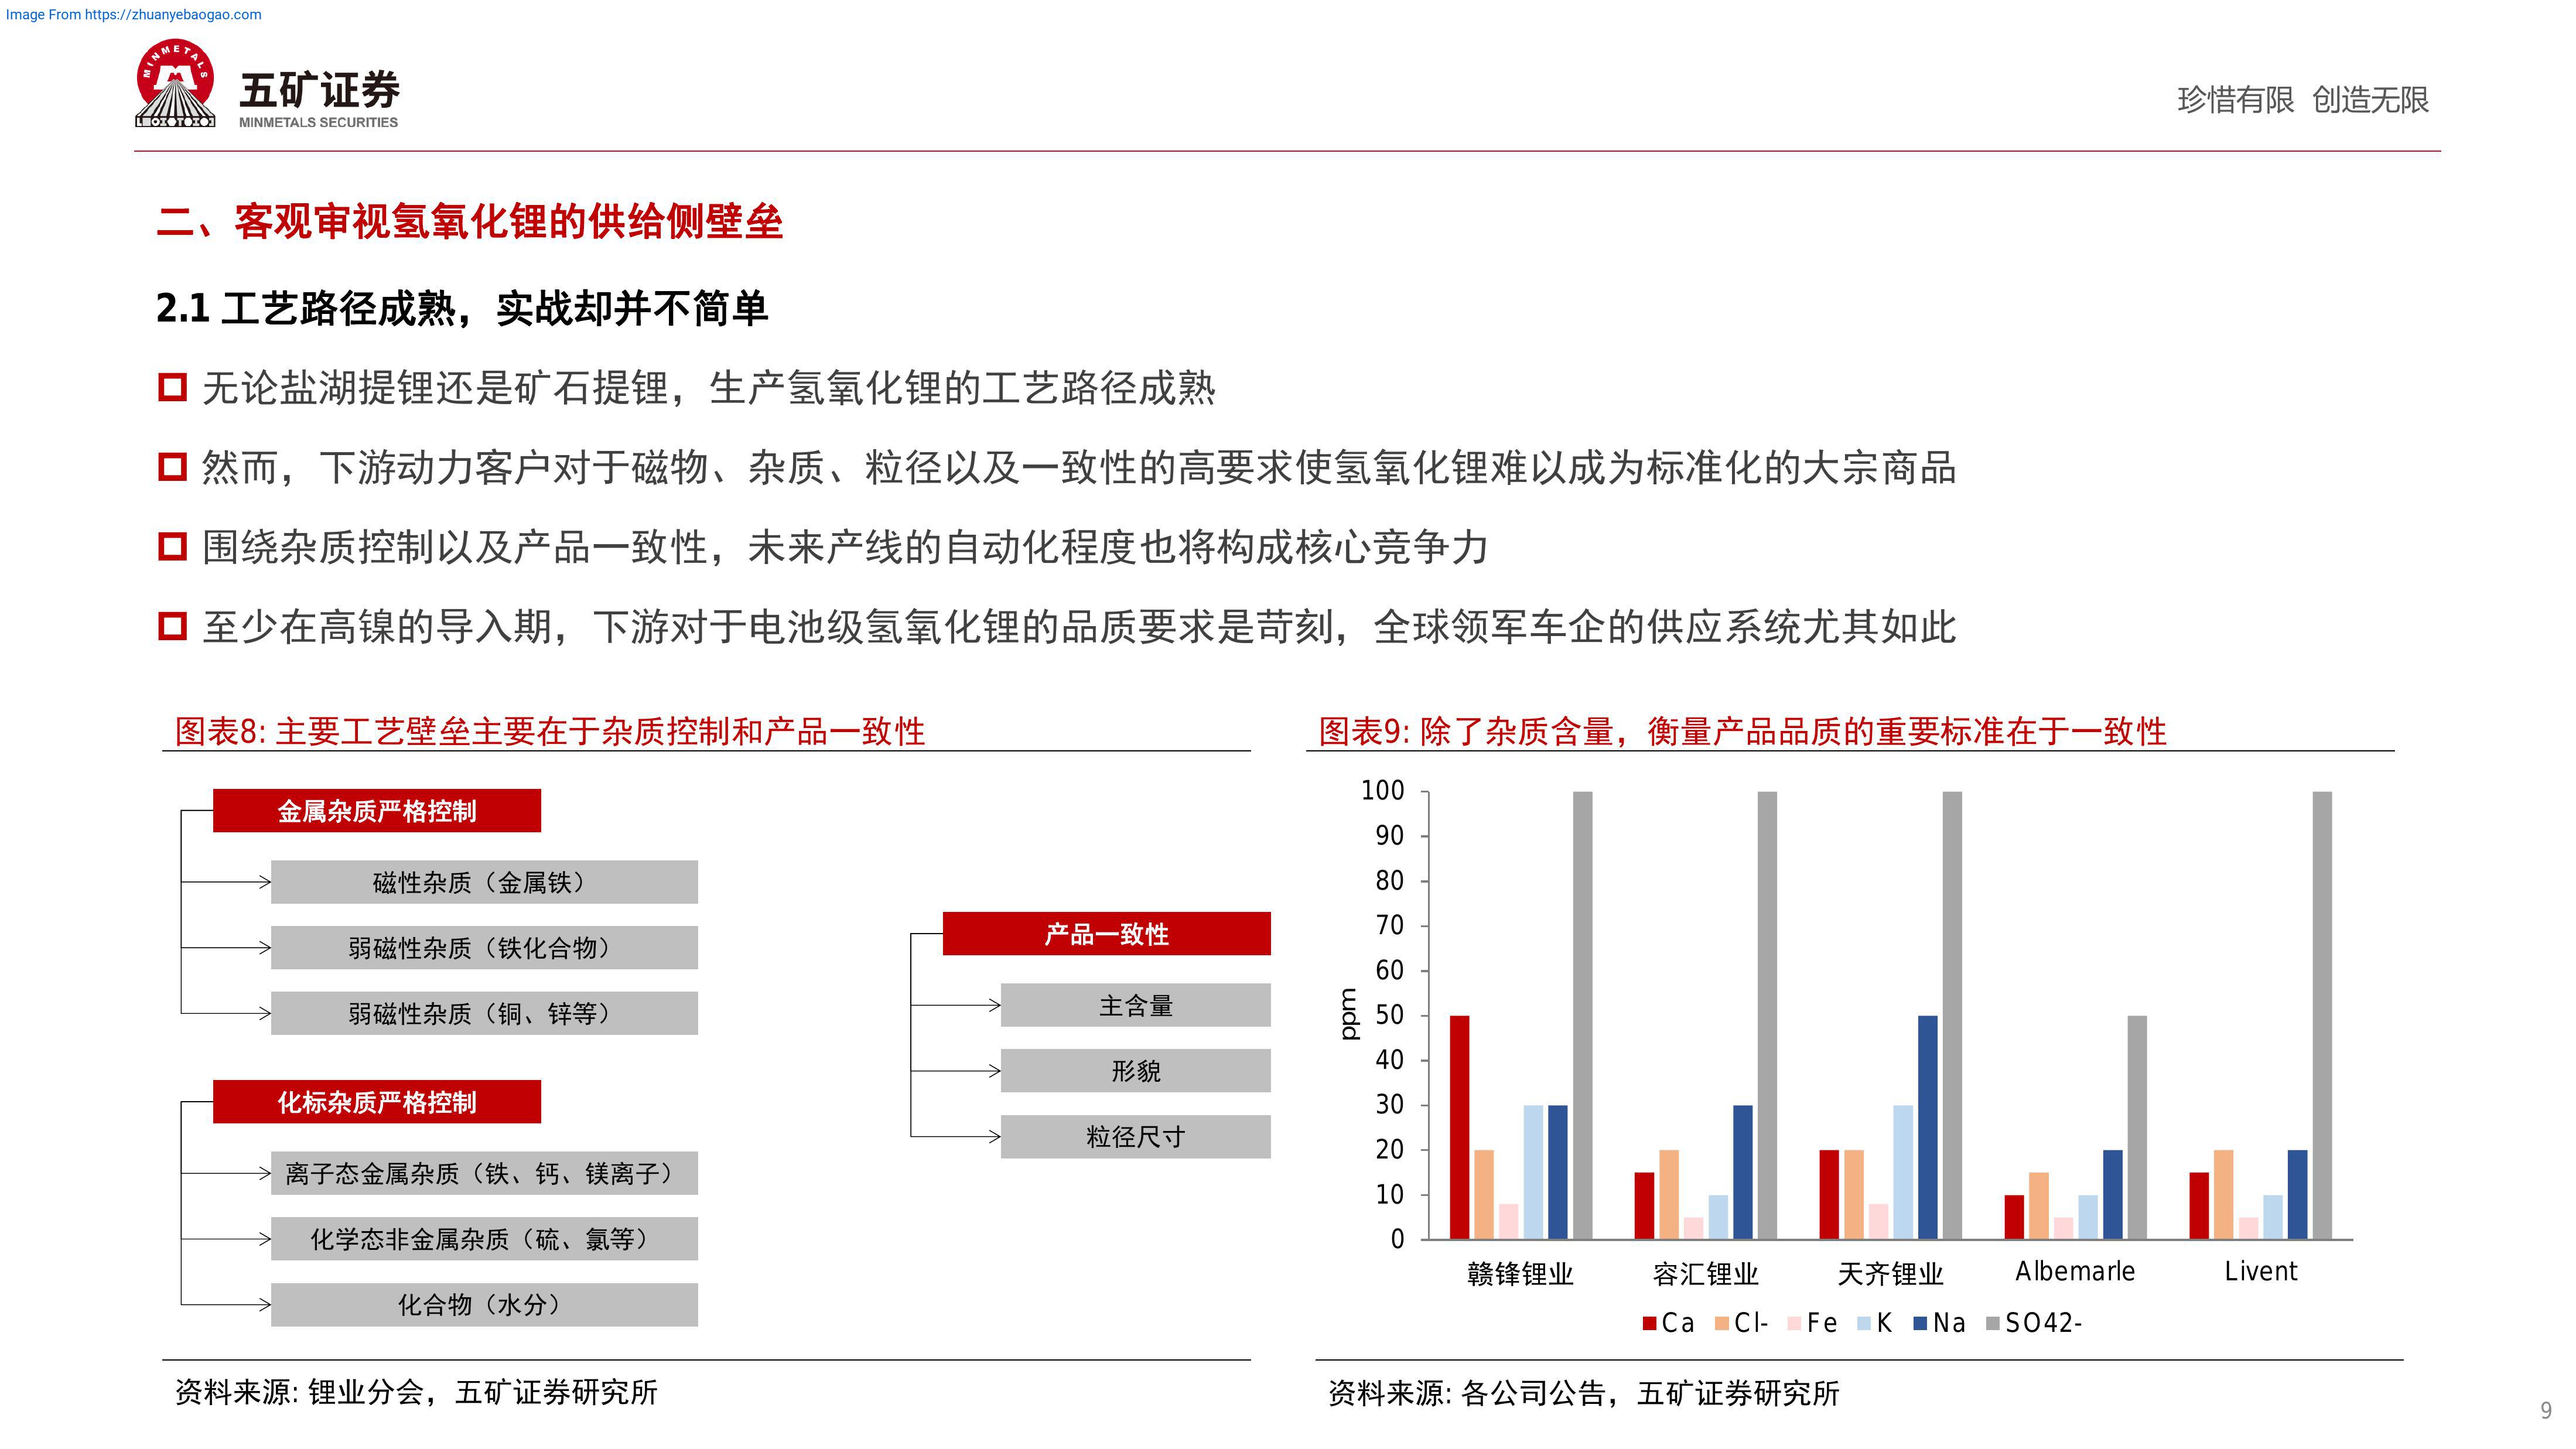 Image From https://zhuanyebaogao.com
MINMETALS
五矿证券
MINMETALS SECURITIES
珍惜有限 创造无限
二、客观审视氢氧化锂的供给侧壁垒
2.1 工艺路径成熟，实战却并不简单
无论盐湖提锂还是矿石提锂，生产氢氧化锂的工艺路径成熟
然而，下游动力客户对于磁物、杂质、粒径以及一致性的高要求使氢氧化锂难以成为标准化的大宗商品
围绕杂质控制以及产品一致性，未来产线的自动化程度也将构成核心竞争力
至少在高镍的导入期，下游对于电池级氢氧化锂的品质要求是苛刻，全球领军车企的供应系统尤其如此
图表8: 主要工艺壁垒主要在于杂质控制和产品一致性
金属杂质严格控制
磁性杂质（金属铁）
弱磁性杂质（铁化合物）
弱磁性杂质（铜、锌等）
化标杂质严格控制
离子态金属杂质（铁、钙、镁离子）
化学态非金属杂质（硫、氯等）
化合物（水分）
产品一致性
主含量
形貌
粒径尺寸
资料来源: 锂业分会，五矿证券研究所
图表9: 除了杂质含量，衡量产品品质的重要标准在于一致性
100
90
80
70
60
50
40
30
20
10
0
ppm
赣锋锂业 容汇锂业 天齐锂业 Albemarle Livent
Ca Cl- Fe K Na SO42-
资料来源: 各公司公告，五矿证券研究所
9